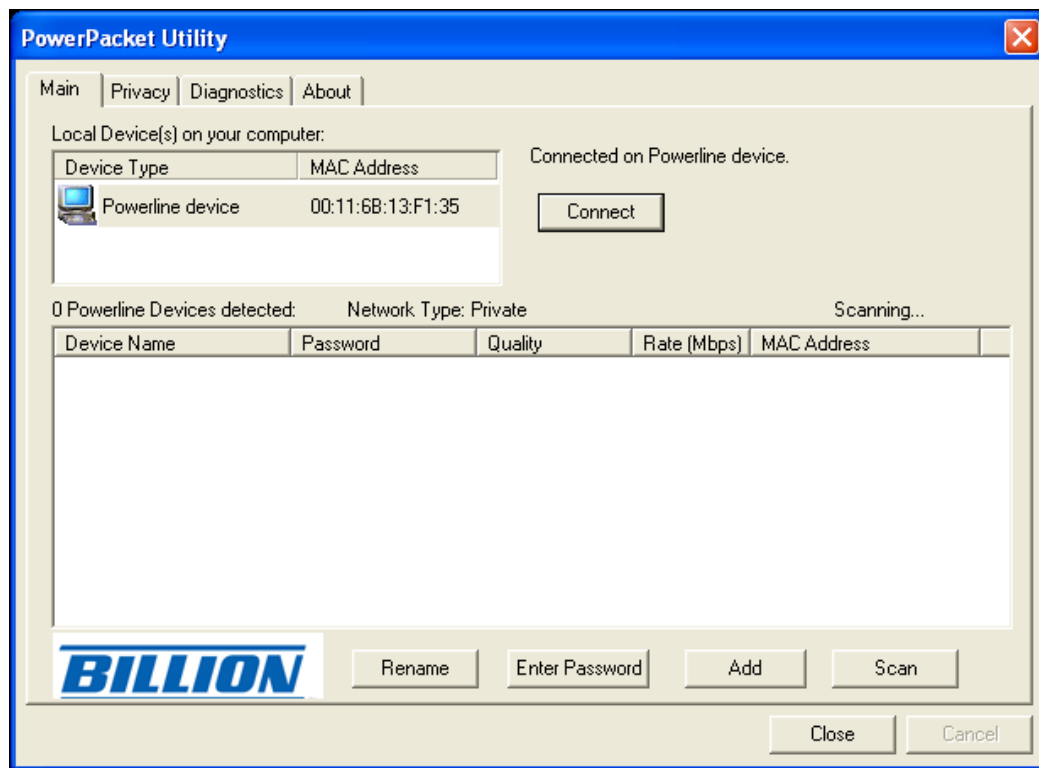 PowerPacket Utility
Main Privacy Diagnostics About
Local Device(s) on your computer:
Device Type MAC Address
Powerline device 00:11:6B:13:F1:35
Connected on Powerline device.
Connect
0 Powerline Devices detected: Network Type: Private Scanning...
Device Name Password Quality Rate (Mbps) MAC Address
BILLION
Rename Enter Password Add Scan
Close Cancel